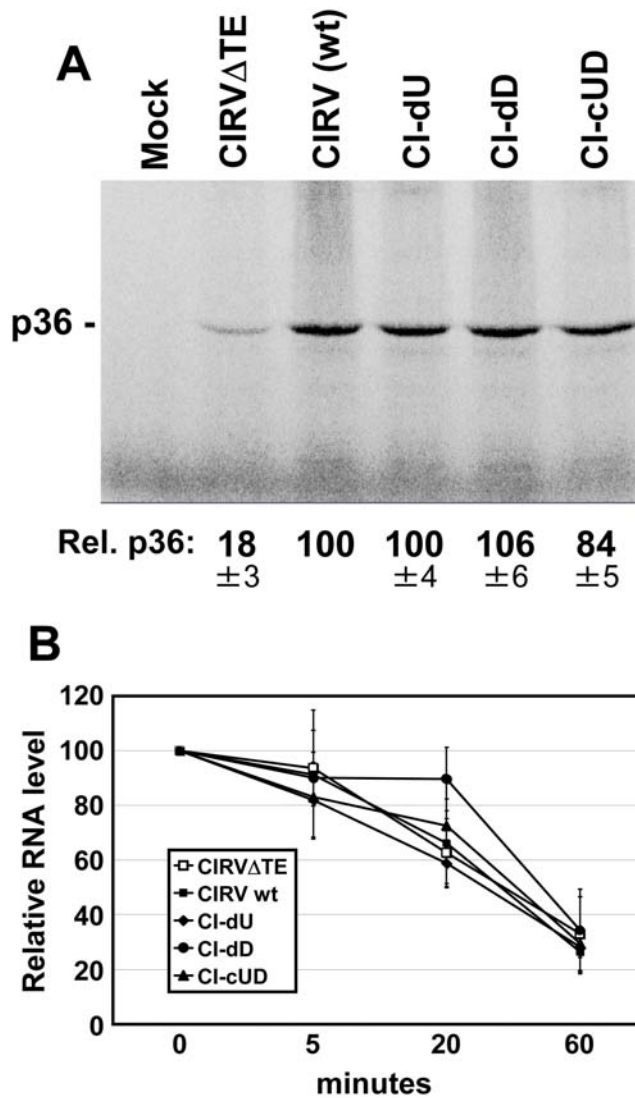 A
Mock
CIRVΔTE
CIRV (wt)
CI-dU
CI-dD
CI-cUD
p36 -
Rel. p36: 18 100 100 106 84
±3 ±4 ±6 ±5
B
Relative RNA level
120
100
80
60
40
20
0
CIRVΔTE
CIRV wt
CI-dU
CI-dD
CI-cUD
0 5 20 60
minutes